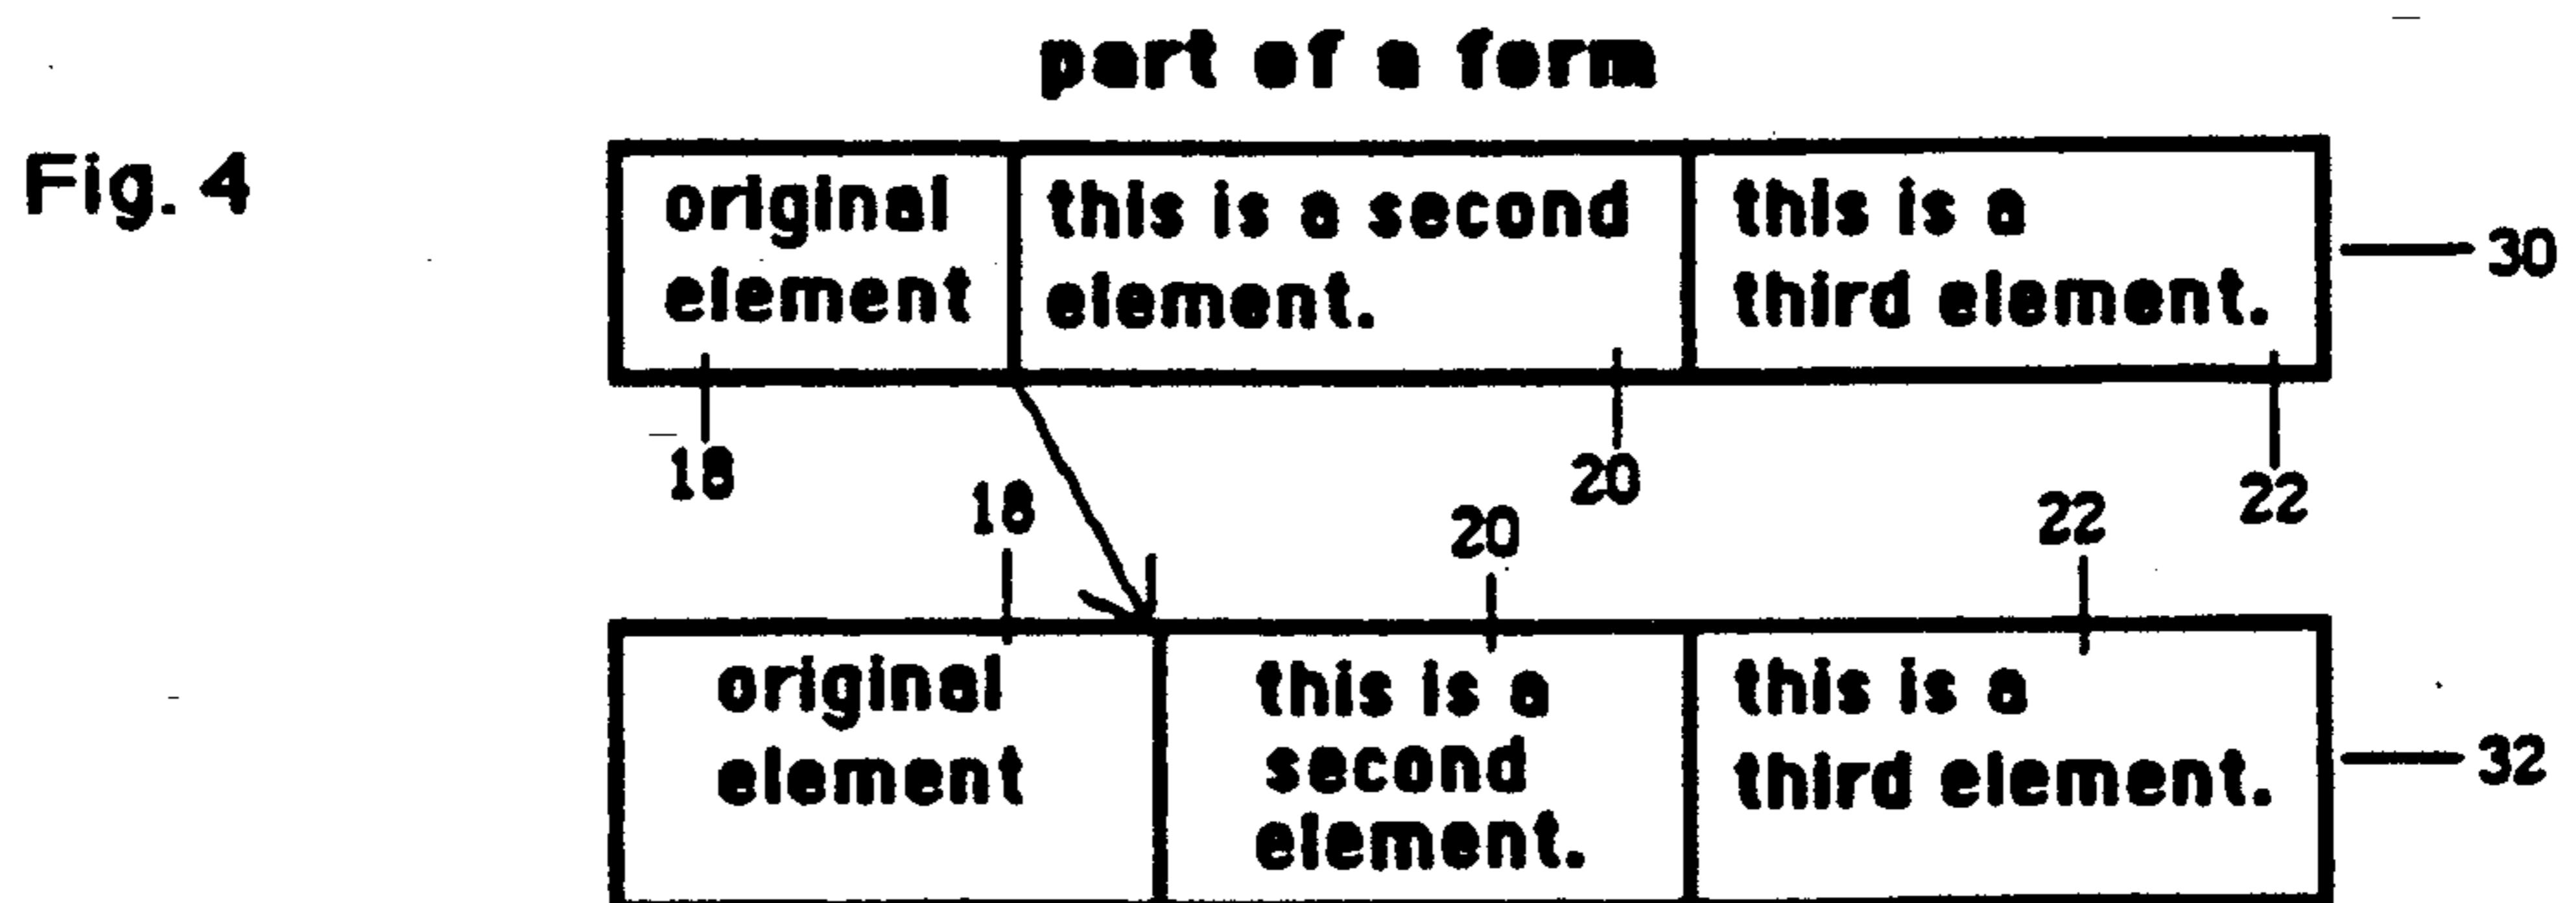 part of a form
Fig. 4
original
element
this is a second
element.
this is a
third element.
30
18
20
22
18
20
22
original
element
this is a
second
element.
this is a
third element.
32